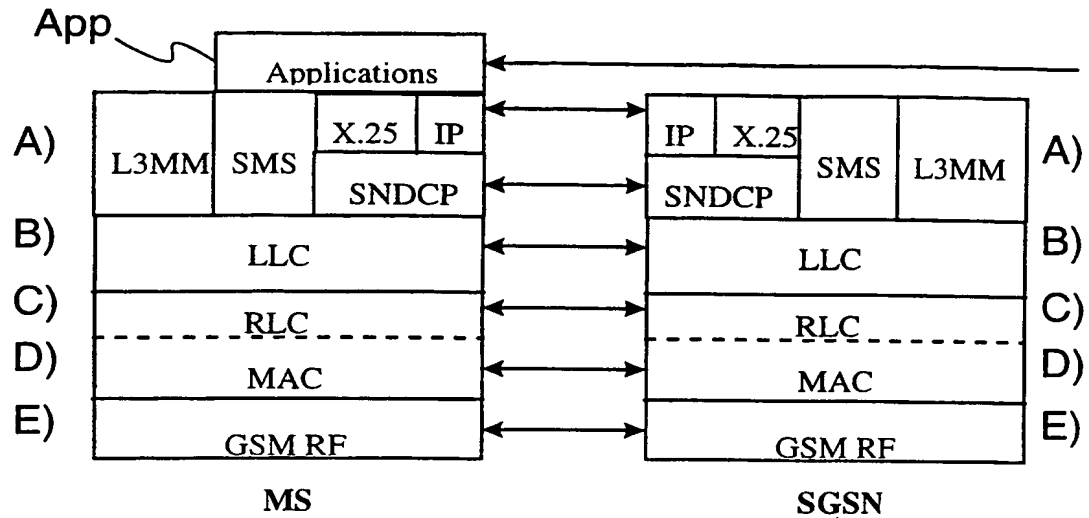 App
Applications
A) L3MM SMS X.25 IP IP X.25 SMS L3MM A)
SNDCP SNDCP
B) LLC LLC B)
C) RLC RLC C)
D) MAC MAC D)
E) GSM RF GSM RF E)
MS SGSN